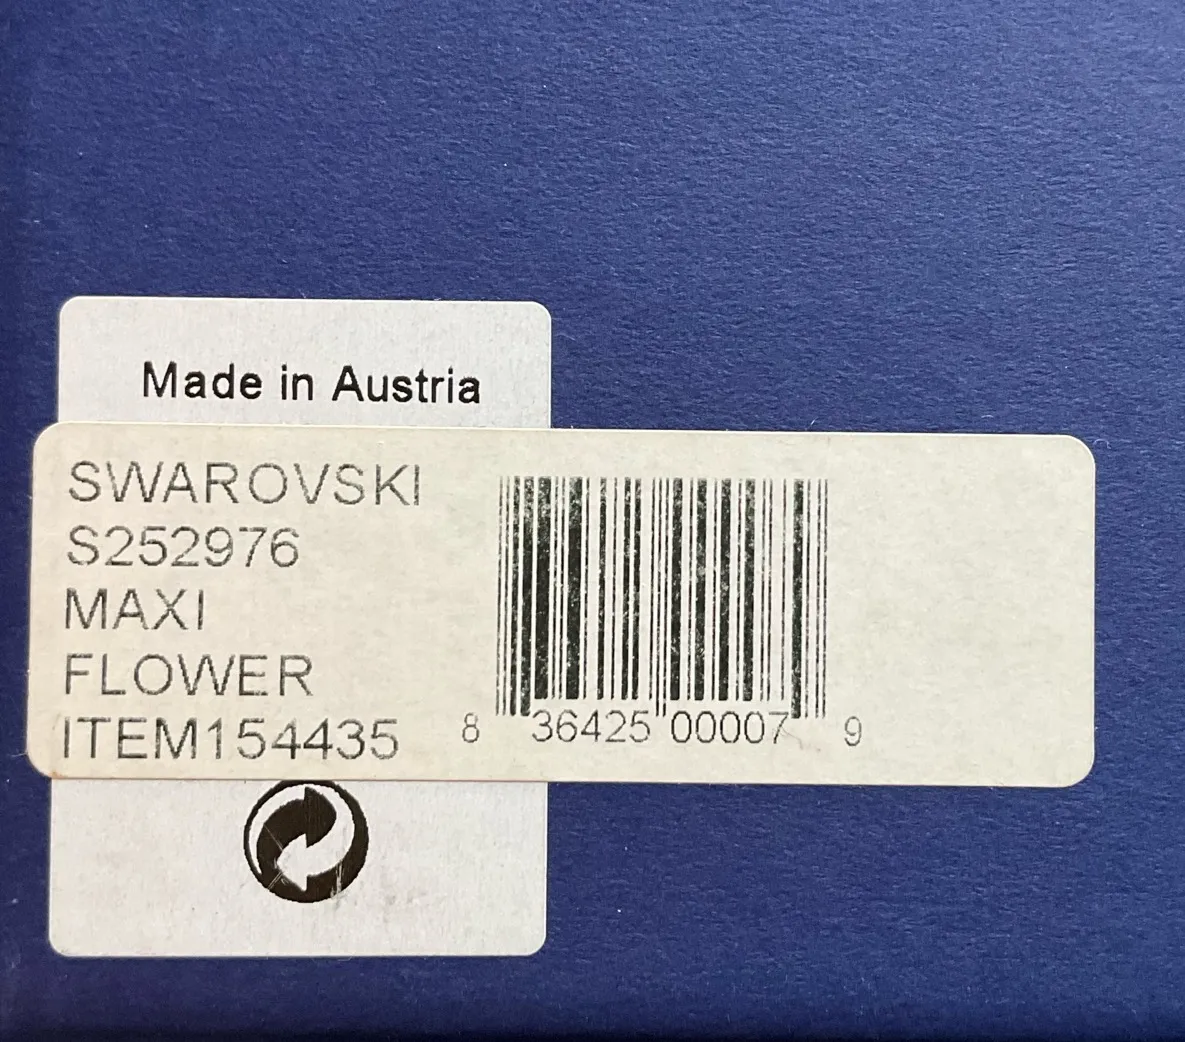 Made in Austria
SWAROVSKI
S252976
MAXI
FLOWER
ITEM154435
8 36425 00007 9